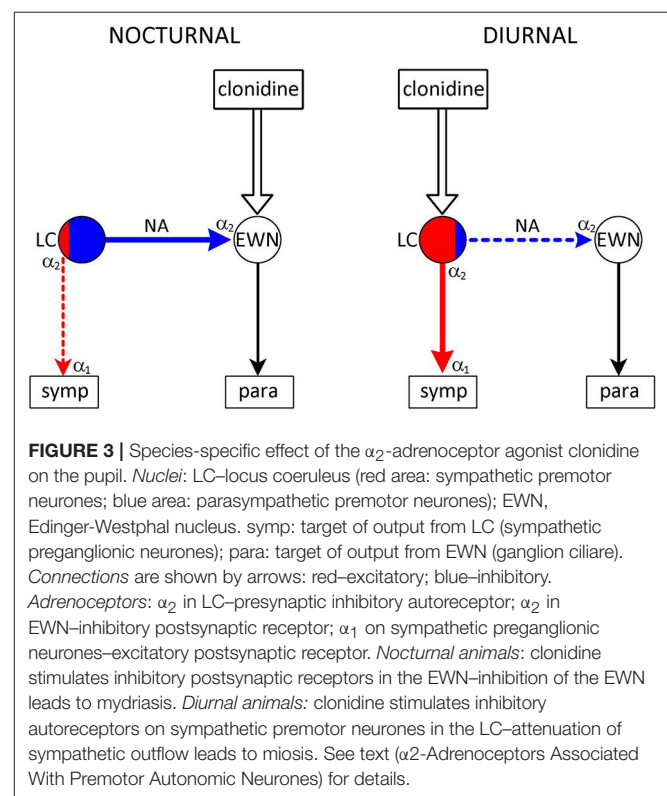 NOCTURNAL
DIURNAL
clonidine
clonidine
LC
NA
α2
EWN
α2
α1
symp
para
LC
NA
α2
EWN
α2
α1
symp
para
FIGURE 3 | Species-specific effect of the α2-adrenoceptor agonist clonidine
on the pupil. Nuclei: LC–locus coeruleus (red area: sympathetic premotor
neurones; blue area: parasympathetic premotor neurones); EWN,
Edinger-Westphal nucleus. symp: target of output from LC (sympathetic
preganglionic neurones); para: target of output from EWN (ganglion ciliare).
Connections are shown by arrows: red–excitatory; blue–inhibitory.
Adrenoceptors: α2 in LC–presynaptic inhibitory autoreceptor; α2 in
EWN–inhibitory postsynaptic receptor; α1 on sympathetic preganglionic
neurones–excitatory postsynaptic receptor. Nocturnal animals: clonidine
stimulates inhibitory postsynaptic receptors in the EWN–inhibition of the EWN
leads to mydriasis. Diurnal animals: clonidine stimulates inhibitory
autoreceptors on sympathetic premotor neurones in the LC–attenuation of
sympathetic outflow leads to miosis. See text (α2-Adrenoceptors Associated
With Premotor Autonomic Neurones) for details.